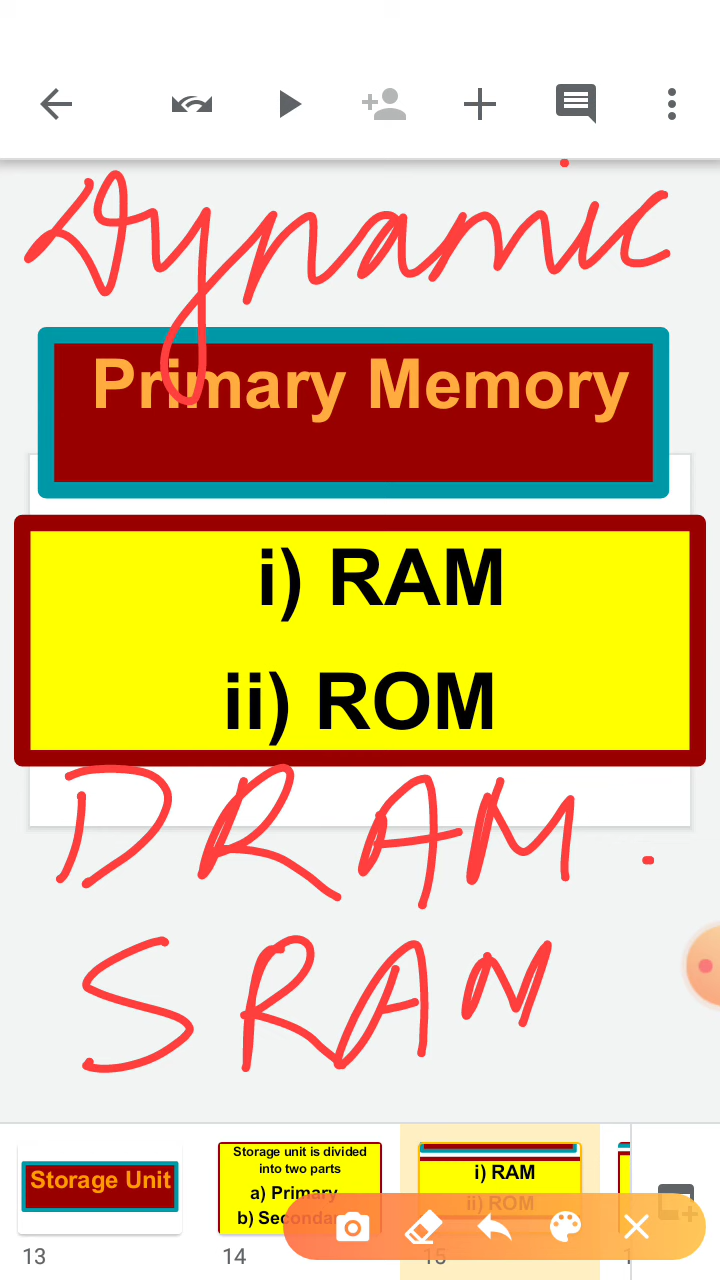 Dynamic
Primary Memory
i) RAM
ii) ROM
DRAM.
SRAM
Storage Unit
Storage unit is divided
into two parts
a) Primary
b) Seconda
i) RAM
ii) ROM
13
14
15